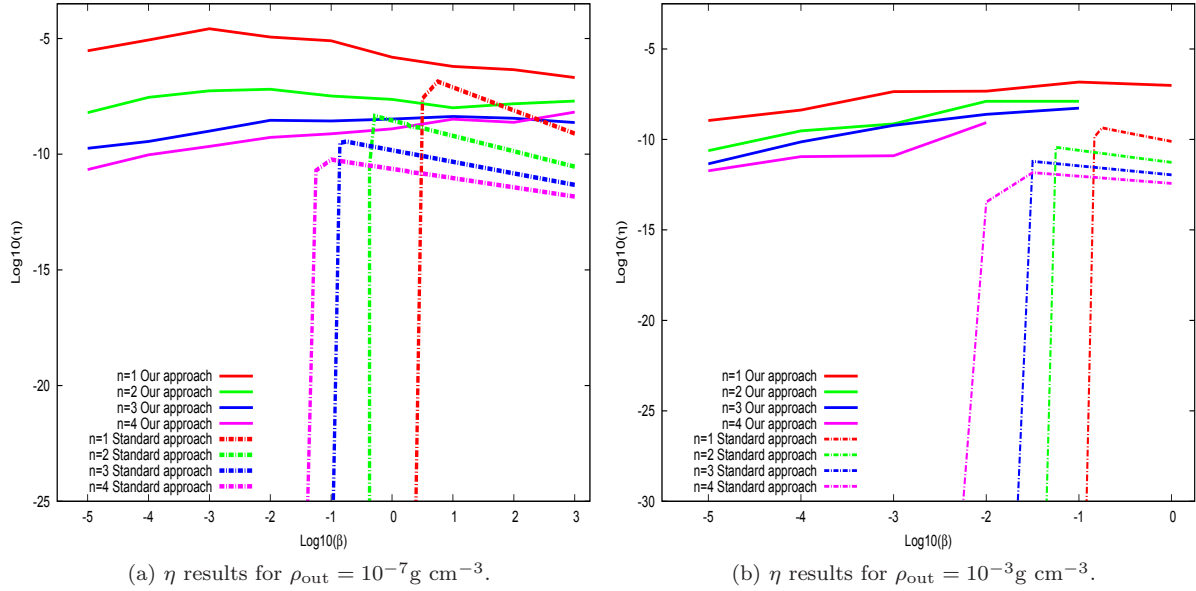 -5
-10
-15
-20
-25
Log10(η)
n=1 Our approach
n=2 Our approach
n=3 Our approach
n=4 Our approach
n=1 Standard approach
n=2 Standard approach
n=3 Standard approach
n=4 Standard approach
-5 -4 -3 -2 -1 0 1 2 3
Log10(β)
(a) η results for ρout = 10−7g cm−3.
-5
-10
-15
-20
-25
-30
Log10(η)
n=1 Our approach
n=2 Our approach
n=3 Our approach
n=4 Our approach
n=1 Standard approach
n=2 Standard approach
n=3 Standard approach
n=4 Standard approach
-5 -4 -3 -2 -1 0
Log10(β)
(b) η results for ρout = 10−3g cm−3.